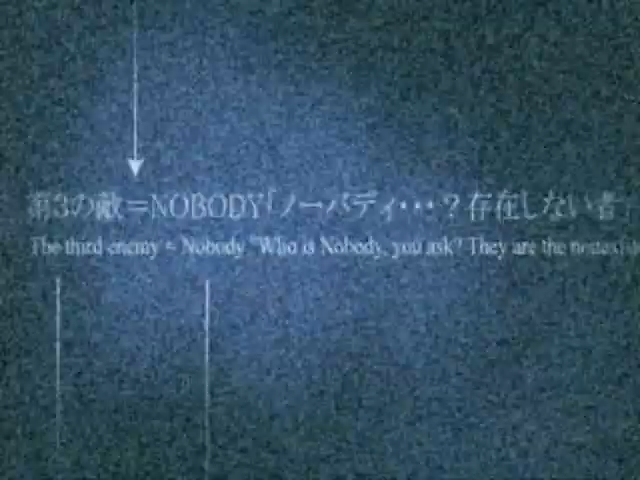 第3の敵=NOBODY「ノーバディ・・・？存在しない者」
The third enemy = Nobody "Who is Nobody, you ask? They are the